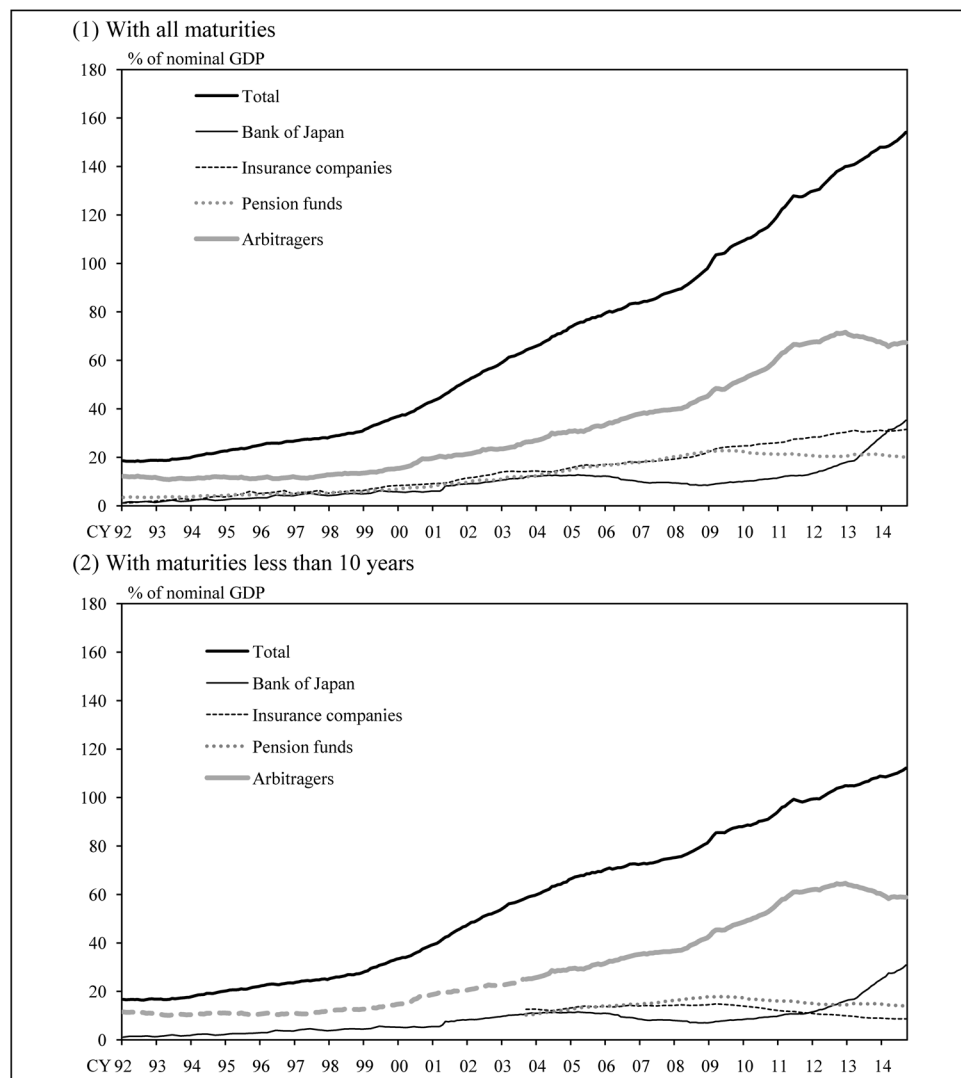 (1) With all maturities
% of nominal GDP
180
160
140
120
100
80
60
40
20
0
Total
Bank of Japan
Insurance companies
Pension funds
Arbitragers
CY 92 93 94 95 96 97 98 99 00 01 02 03 04 05 06 07 08 09 10 11 12 13 14
(2) With maturities less than 10 years
% of nominal GDP
180
160
140
120
100
80
60
40
20
0
Total
Bank of Japan
Insurance companies
Pension funds
Arbitragers
CY 92 93 94 95 96 97 98 99 00 01 02 03 04 05 06 07 08 09 10 11 12 13 14